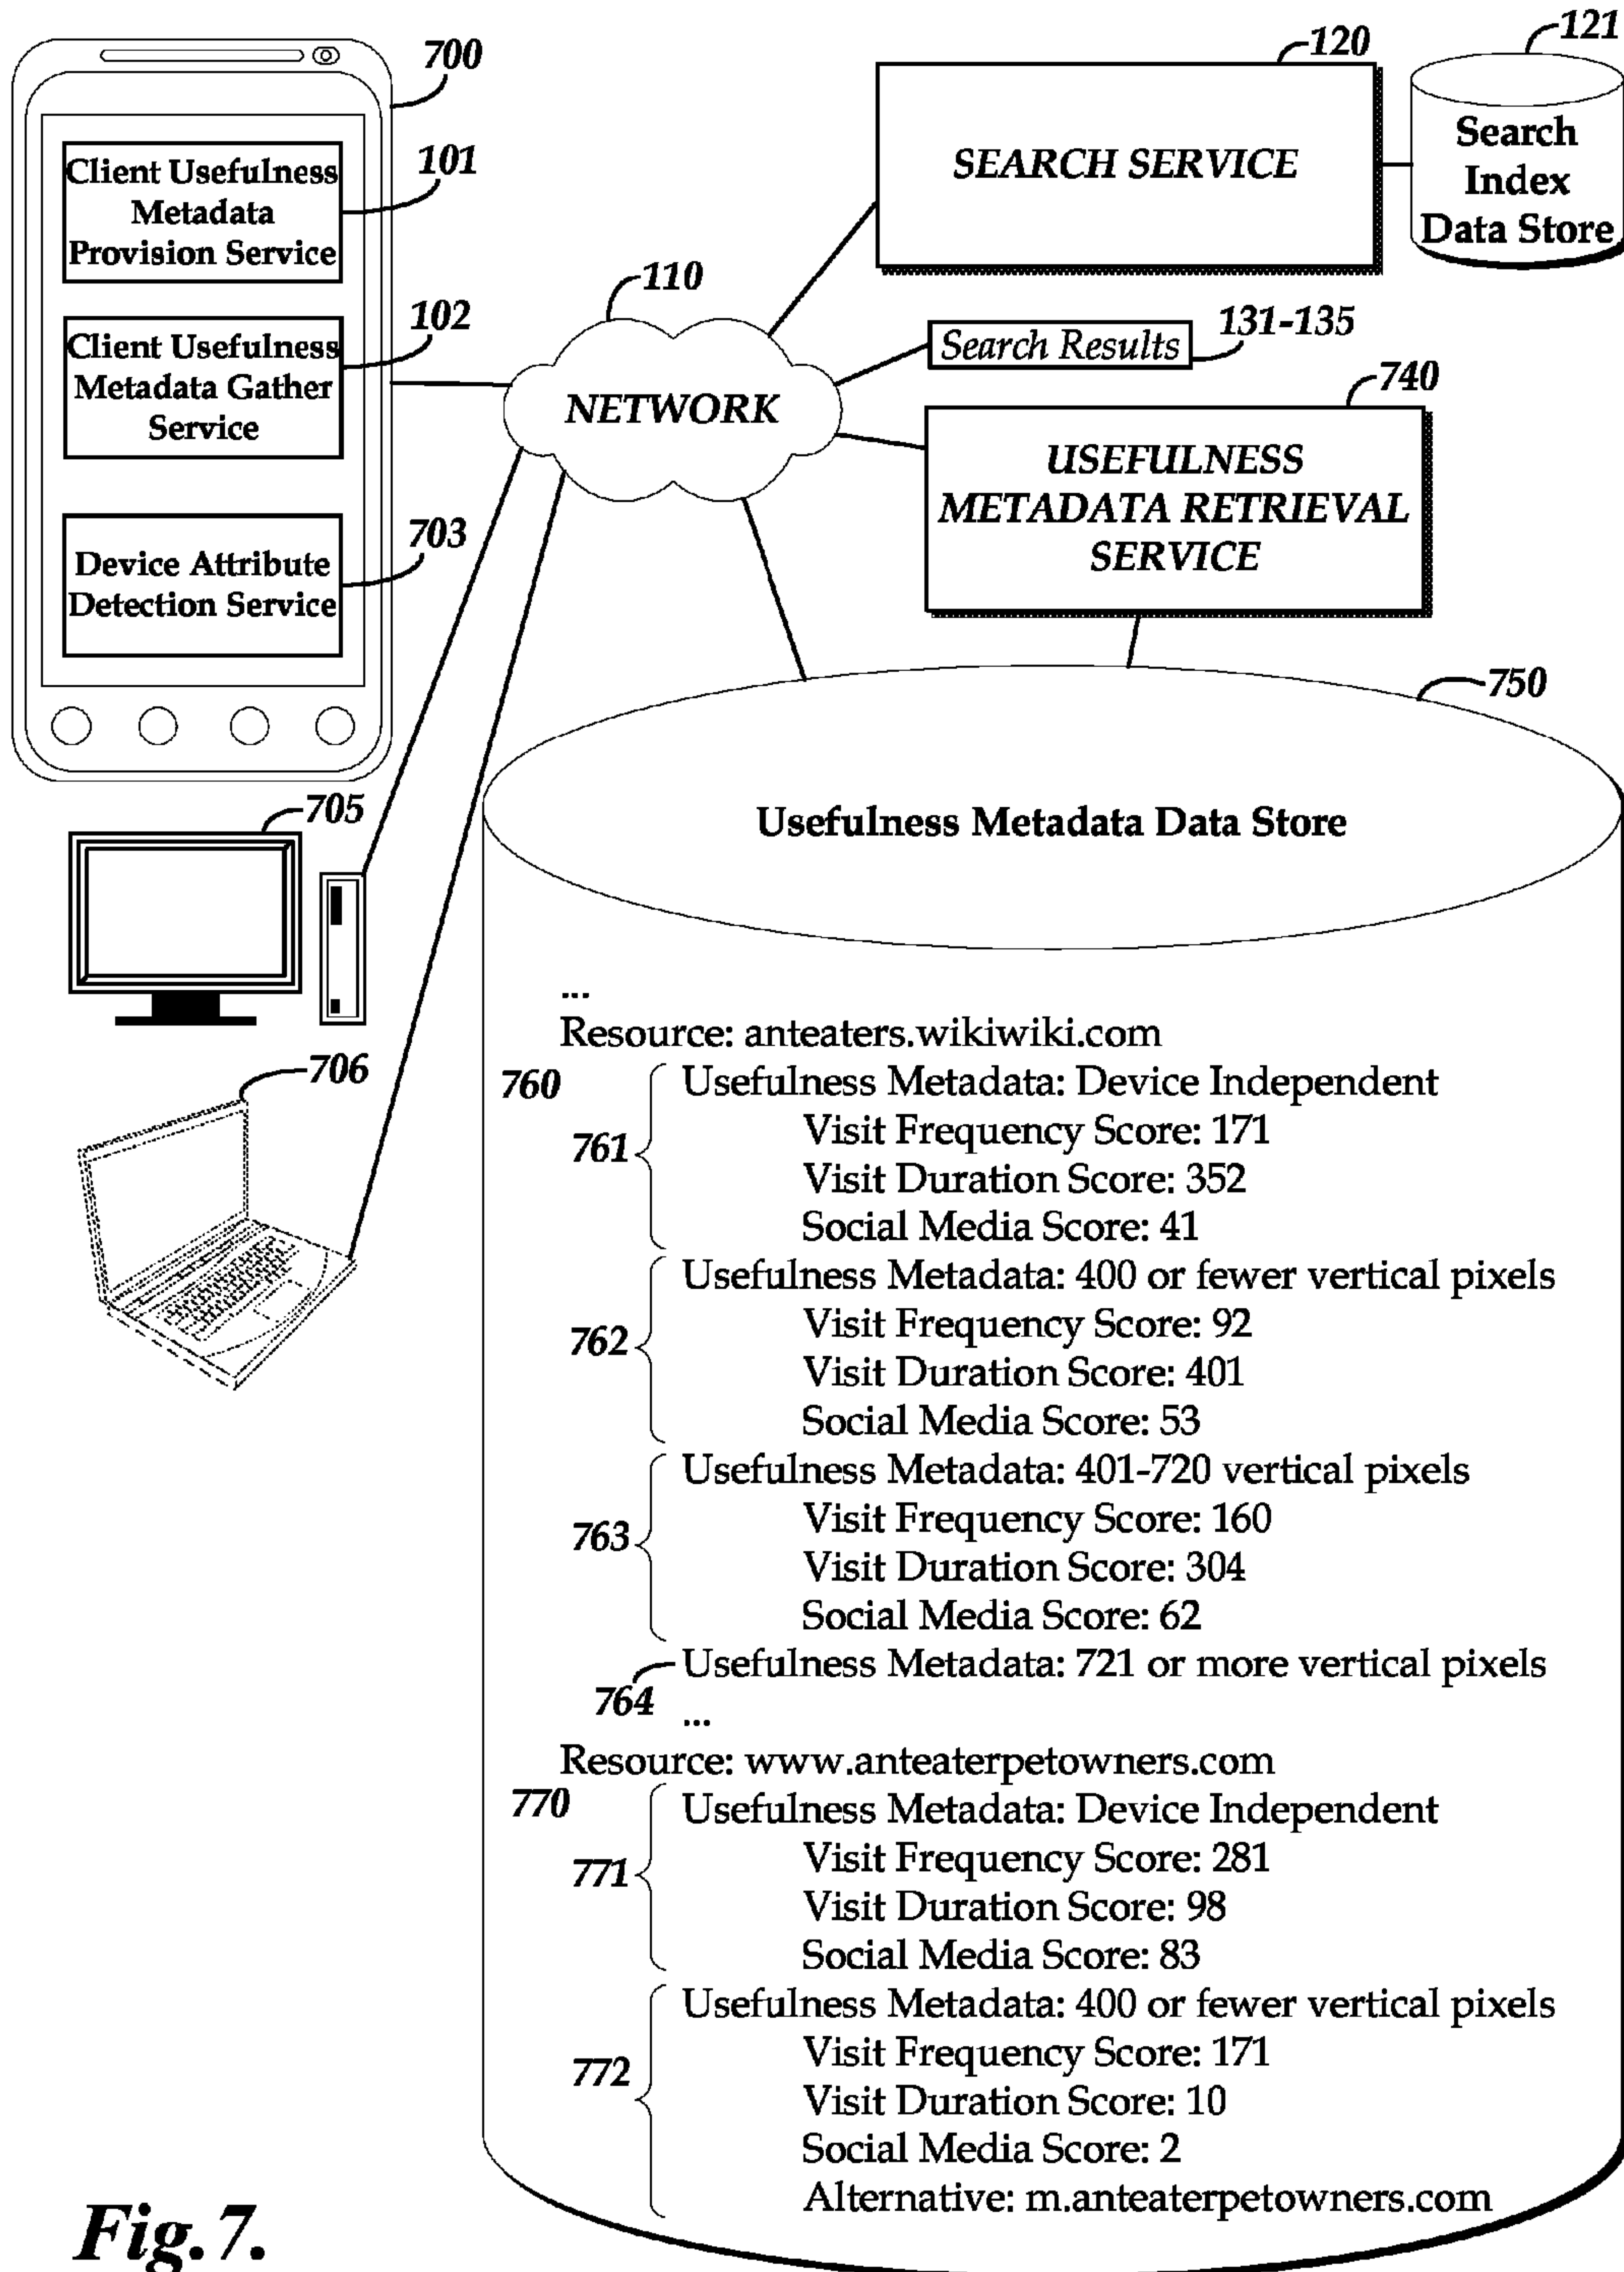 700
Client Usefulness
Metadata
Provision Service
101
Client Usefulness
Metadata Gather
Service
102
Device Attribute
Detection Service
703
705
706
110
NETWORK
120
SEARCH SERVICE
121
Search
Index
Data Store
Search Results
131-135
740
USEFULNESS
METADATA RETRIEVAL
SERVICE
750
Usefulness Metadata Data Store
...
Resource: anteaters.wikiwiki.com
760
761
Usefulness Metadata: Device Independent
Visit Frequency Score: 171
Visit Duration Score: 352
Social Media Score: 41
762
Usefulness Metadata: 400 or fewer vertical pixels
Visit Frequency Score: 92
Visit Duration Score: 401
Social Media Score: 53
763
Usefulness Metadata: 401-720 vertical pixels
Visit Frequency Score: 160
Visit Duration Score: 304
Social Media Score: 62
764
Usefulness Metadata: 721 or more vertical pixels
...
Resource: www.anteaterpetowners.com
770
771
Usefulness Metadata: Device Independent
Visit Frequency Score: 281
Visit Duration Score: 98
Social Media Score: 83
772
Usefulness Metadata: 400 or fewer vertical pixels
Visit Frequency Score: 171
Visit Duration Score: 10
Social Media Score: 2
Alternative: m.anteaterpetowners.com
Fig.7.